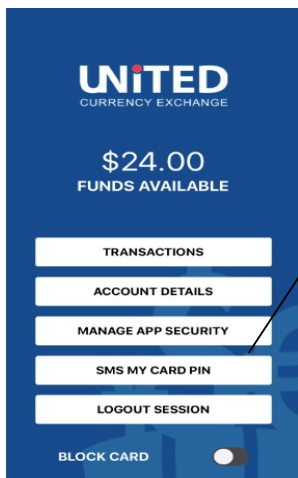 UNiTED
CURRENCY EXCHANGE
$24.00
FUNDS AVAILABLE
TRANSACTIONS
ACCOUNT DETAILS
MANAGE APP SECURITY
SMS MY CARD PIN
LOGOUT SESSION
BLOCK CARD